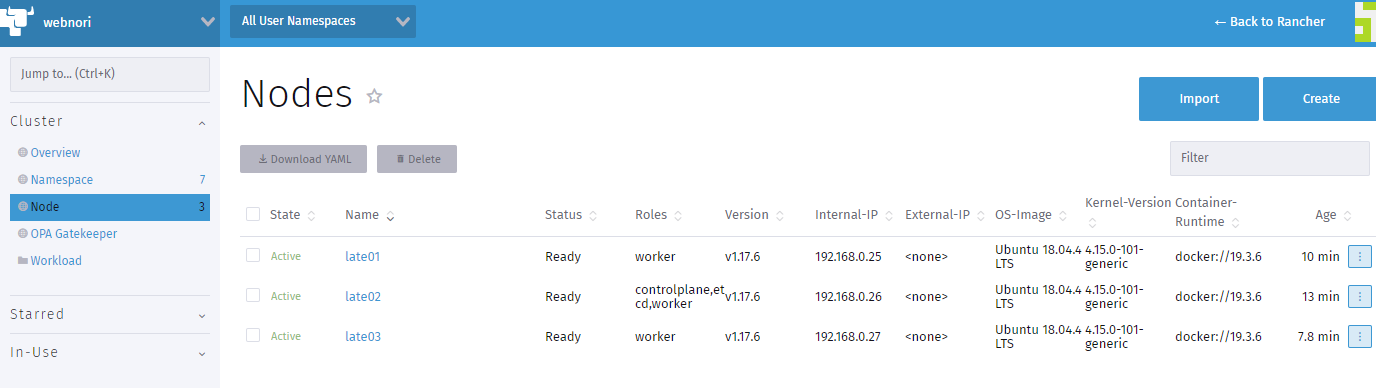 webnori
All User Namespaces
← Back to Rancher
Jump to... (Ctrl+K)
Nodes
Import
Create
Cluster
Overview
Namespace 7
Node 3
OPA Gatekeeper
Workload
Starred
In-Use
Download YAML
Delete
Filter
State Name Status Roles Version Internal-IP External-IP OS-Image Kernel-Version Container-
Runtime Age
Active late01 Ready worker v1.17.6 192.168.0.25 <none> Ubuntu 18.04.4 4.15.0-101- docker://19.3.6 10 min
LTS generic
Active late02 Ready controlplane,et v1.17.6 192.168.0.26 <none> Ubuntu 18.04.4 4.15.0-101- docker://19.3.6 13 min
cd,worker LTS generic
Active late03 Ready worker v1.17.6 192.168.0.27 <none> Ubuntu 18.04.4 4.15.0-101- docker://19.3.6 7.8 min
LTS generic